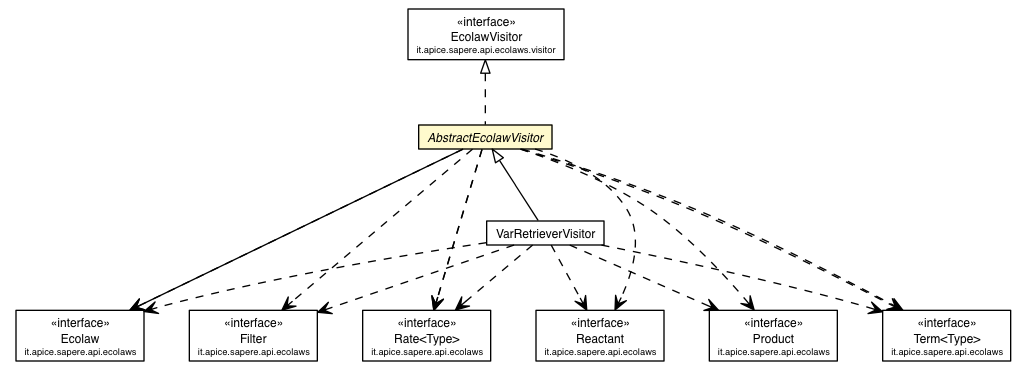 «interface»
EcolawVisitor
it.apice.sapere.api.ecolaws.visitor
AbstractEcolawVisitor
VarRetrieverVisitor
«interface»
Ecolaw
it.apice.sapere.api.ecolaws
«interface»
Filter
it.apice.sapere.api.ecolaws
«interface»
Rate<Type>
it.apice.sapere.api.ecolaws
«interface»
Reactant
it.apice.sapere.api.ecolaws
«interface»
Product
it.apice.sapere.api.ecolaws
«interface»
Term<Type>
it.apice.sapere.api.ecolaws